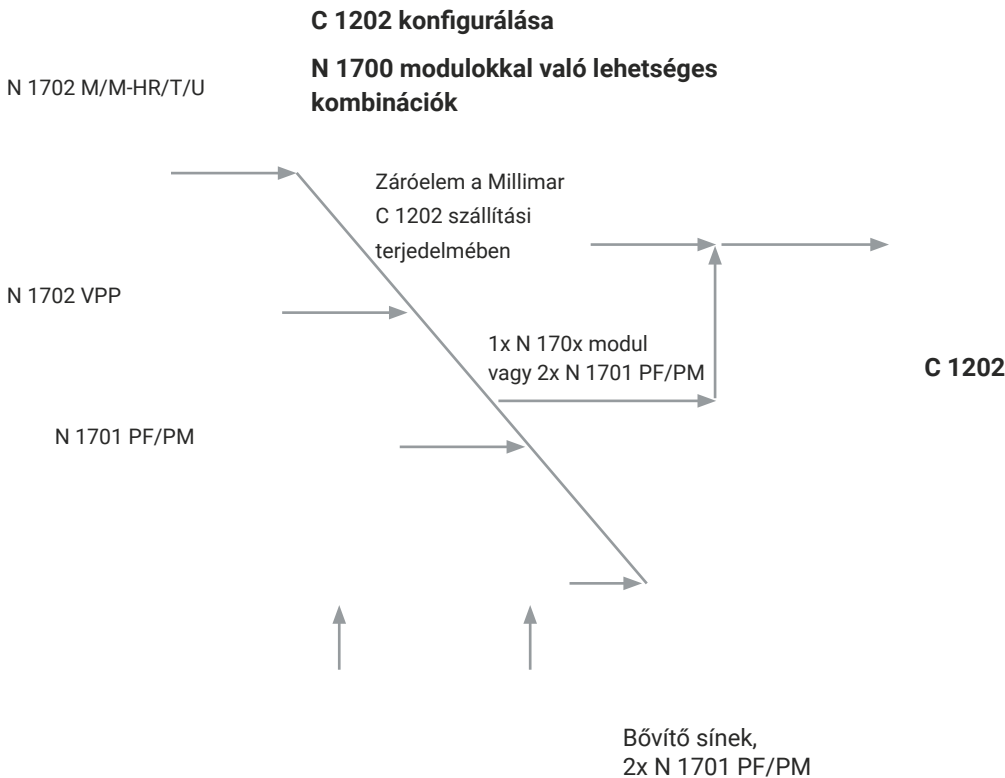 C 1202 konfigurálása
N 1700 modulokkal való lehetséges
kombinációk
N 1702 M/M-HR/T/U
Záróelem a Millimar
C 1202 szállítási
terjedelmében
N 1702 VPP
1x N 170x modul
vagy 2x N 1701 PF/PM
C 1202
N 1701 PF/PM
Bővítő sínek,
2x N 1701 PF/PM